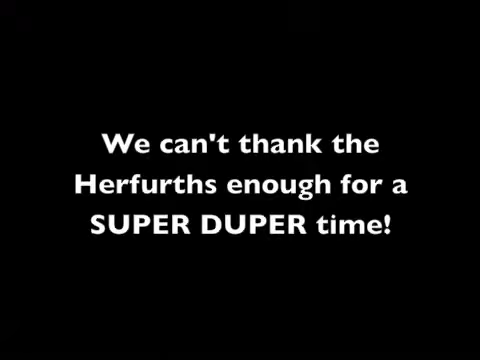 We can't thank the
Herfurths enough for a
SUPER DUPER time!